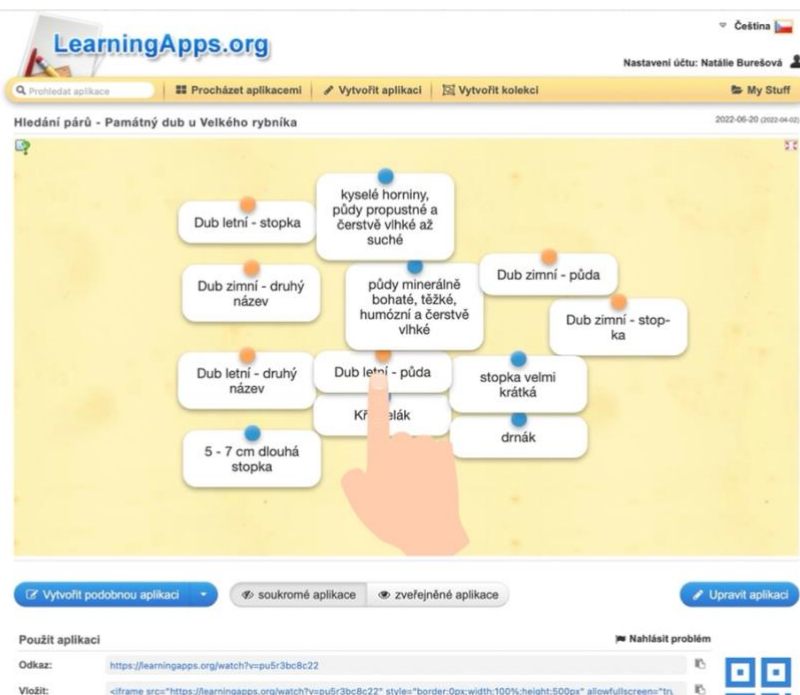 LearningApps.org
Čeština
Nastavení účtu: Natálie Burešová
Prohledat aplikace
Procházet aplikacemi
Vytvořit aplikaci
Vytvořit kolekci
My Stuff
Hledání párů - Památný dub u Velkého rybníka
2022-06-20 (2022-04-02)
kyselé horniny,
půdy propustné a
čerstvě vlhké až
suché
Dub letní - stopka
Dub zimní - půda
Dub zimní - druhý
název
půdy minerálně
bohaté, těžké,
humózní a čerstvě
vlhké
Dub zimní - stop-
ka
Dub letní - druhý
název
Dub letní - půda
stopka velmi
krátká
drnák
5 - 7 cm dlouhá
stopka
Vytvořit podobnou aplikaci
soukromé aplikace
zveřejněné aplikace
Upravit aplikaci
Použít aplikaci
Nahlásit problém
Odkaz:
https://learningapps.org/watch?v=pu5r3bc8c22
Vložit:
<iframe src="https://learningapps.org/watch?v=pu5r3bc8c22" style="border:0px;width:100%;height:500px" allowfullscreen="tru